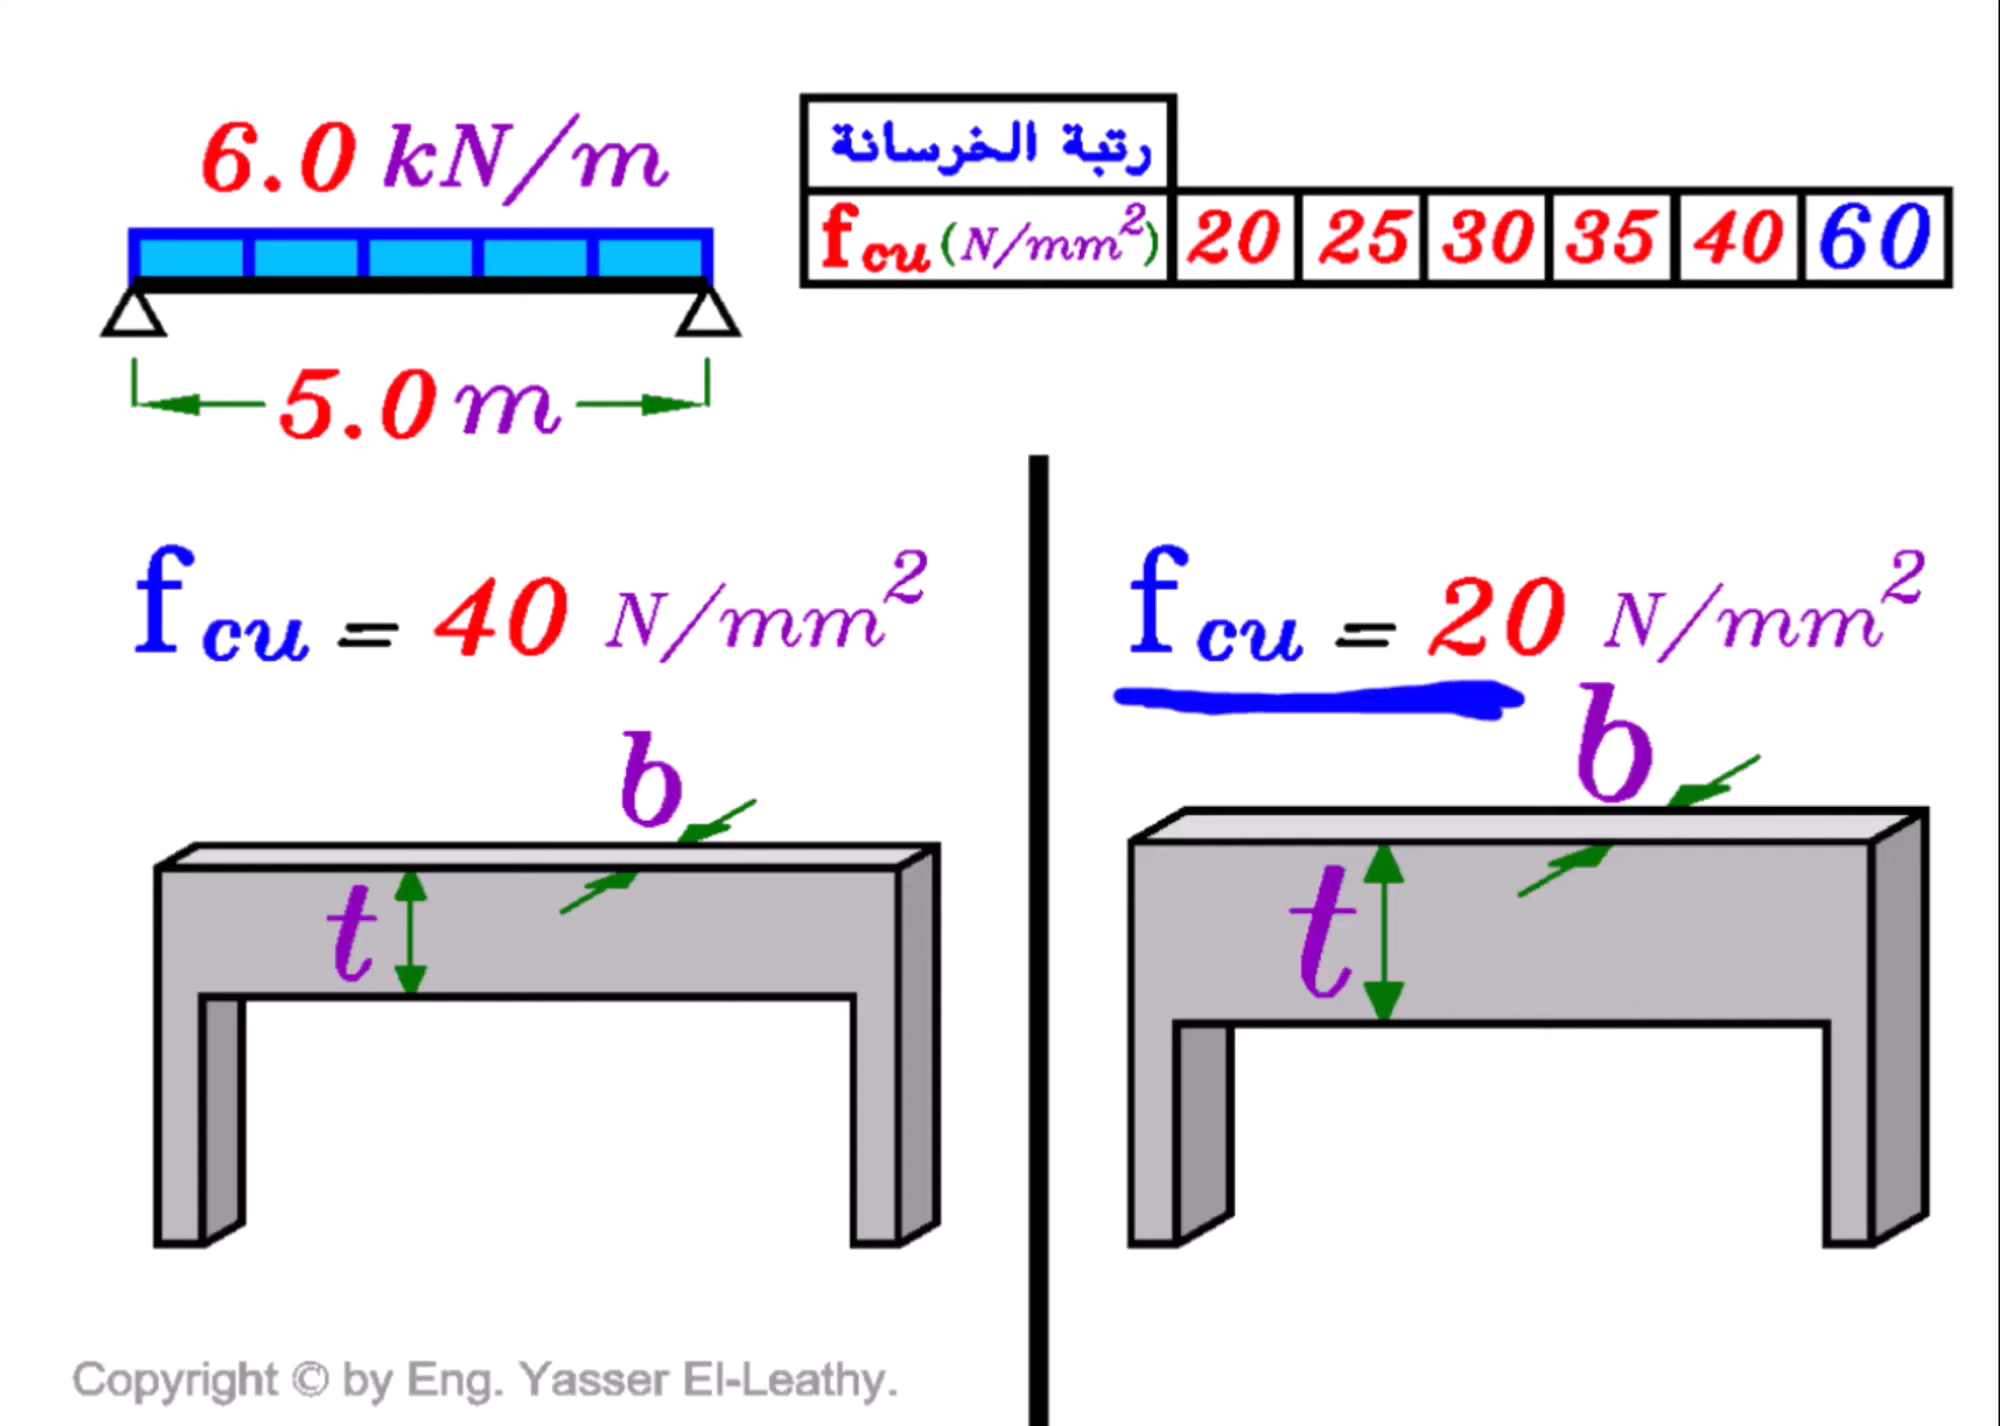 6.0 kN/m
5.0 m
رتبة الخرسانة
fcu (N/mm²) 20 25 30 35 40 60
fcu = 40 N/mm²
b
t
fcu = 20 N/mm²
b
t
Copyright © by Eng. Yasser El-Leathy.